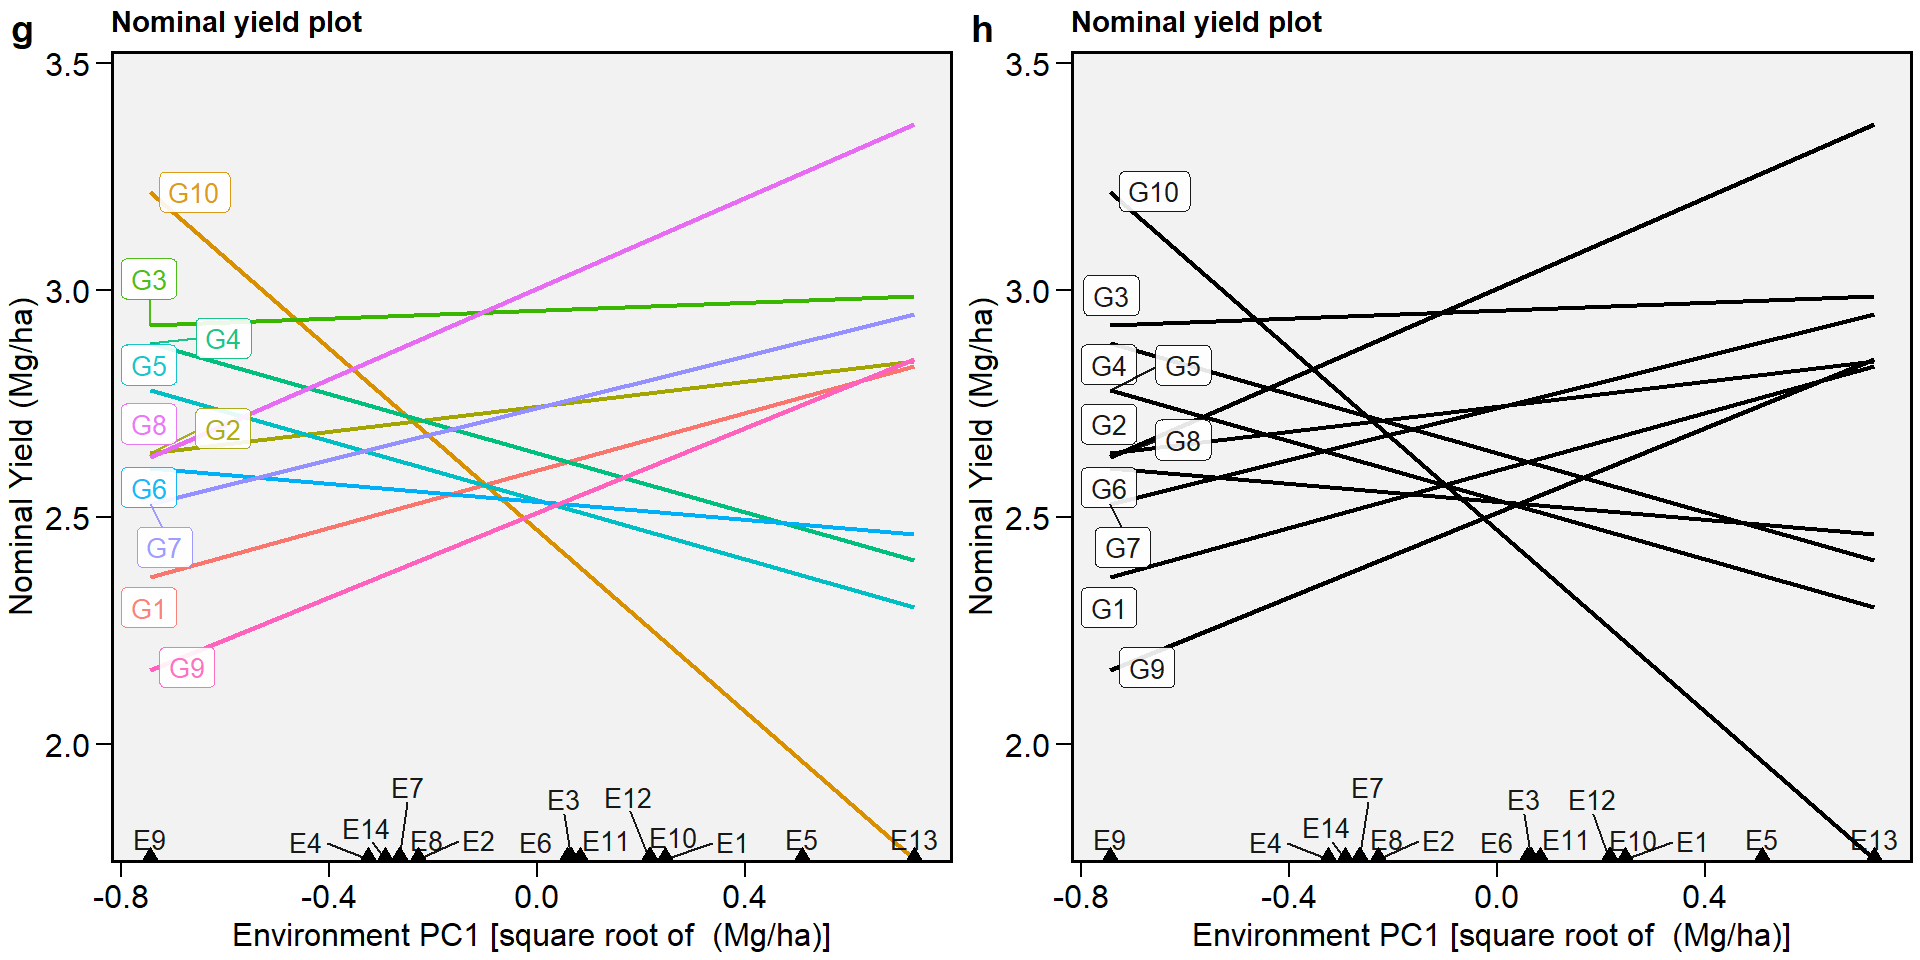 g
Nominal yield plot
Nominal Yield (Mg/ha)
3.5
3.0
2.5
2.0
G10
G3
G4
G5
G8
G2
G6
G7
G1
G9
E7
E3
E12
E14
E9
E4
E8
E2
E6
E11
E10
E1
E5
E13
-0.8
-0.4
0.0
0.4
Environment PC1 [square root of  (Mg/ha)]
h
Nominal yield plot
Nominal Yield (Mg/ha)
3.5
3.0
2.5
2.0
G10
G3
G4
G5
G2
G8
G6
G7
G1
G9
E7
E3
E12
E14
E9
E4
E8
E2
E6
E11
E10
E1
E5
E13
-0.8
-0.4
0.0
0.4
Environment PC1 [square root of  (Mg/ha)]